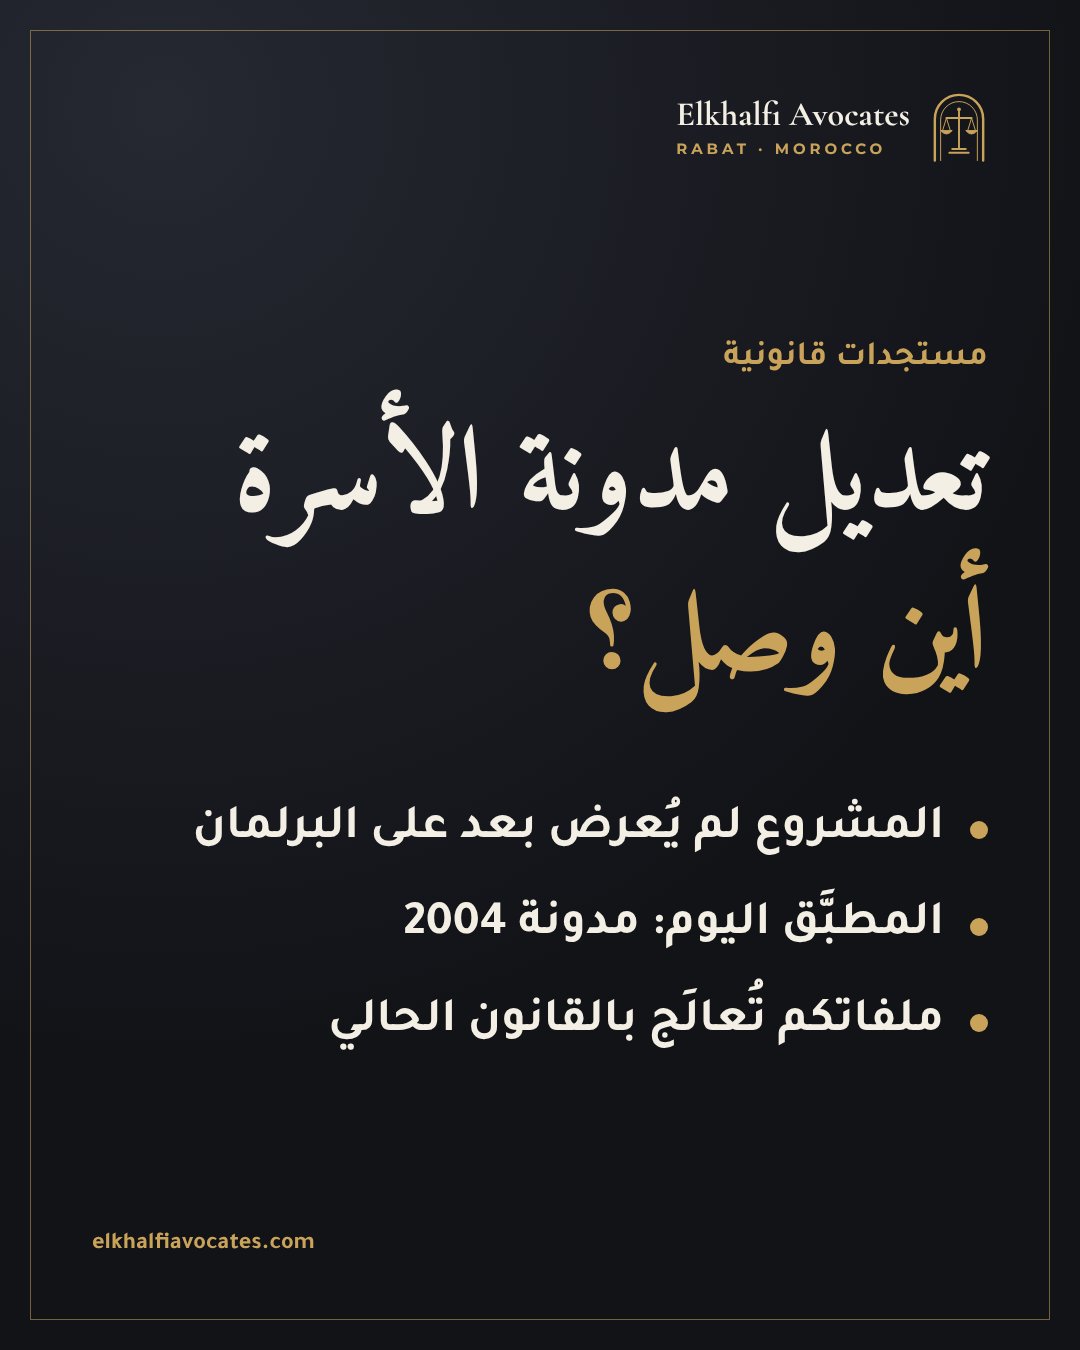 Elkhalfi Avocates
RABAT · MOROCCO
مستجدات قانونية
تعديل مدونة الأسرة
أين وصل؟
المشروع لم يُعرض بعد على البرلمان
المطبَّق اليوم: مدونة 2004
ملفاتكم تُعالَج بالقانون الحالي
elkhalfiavocates.com